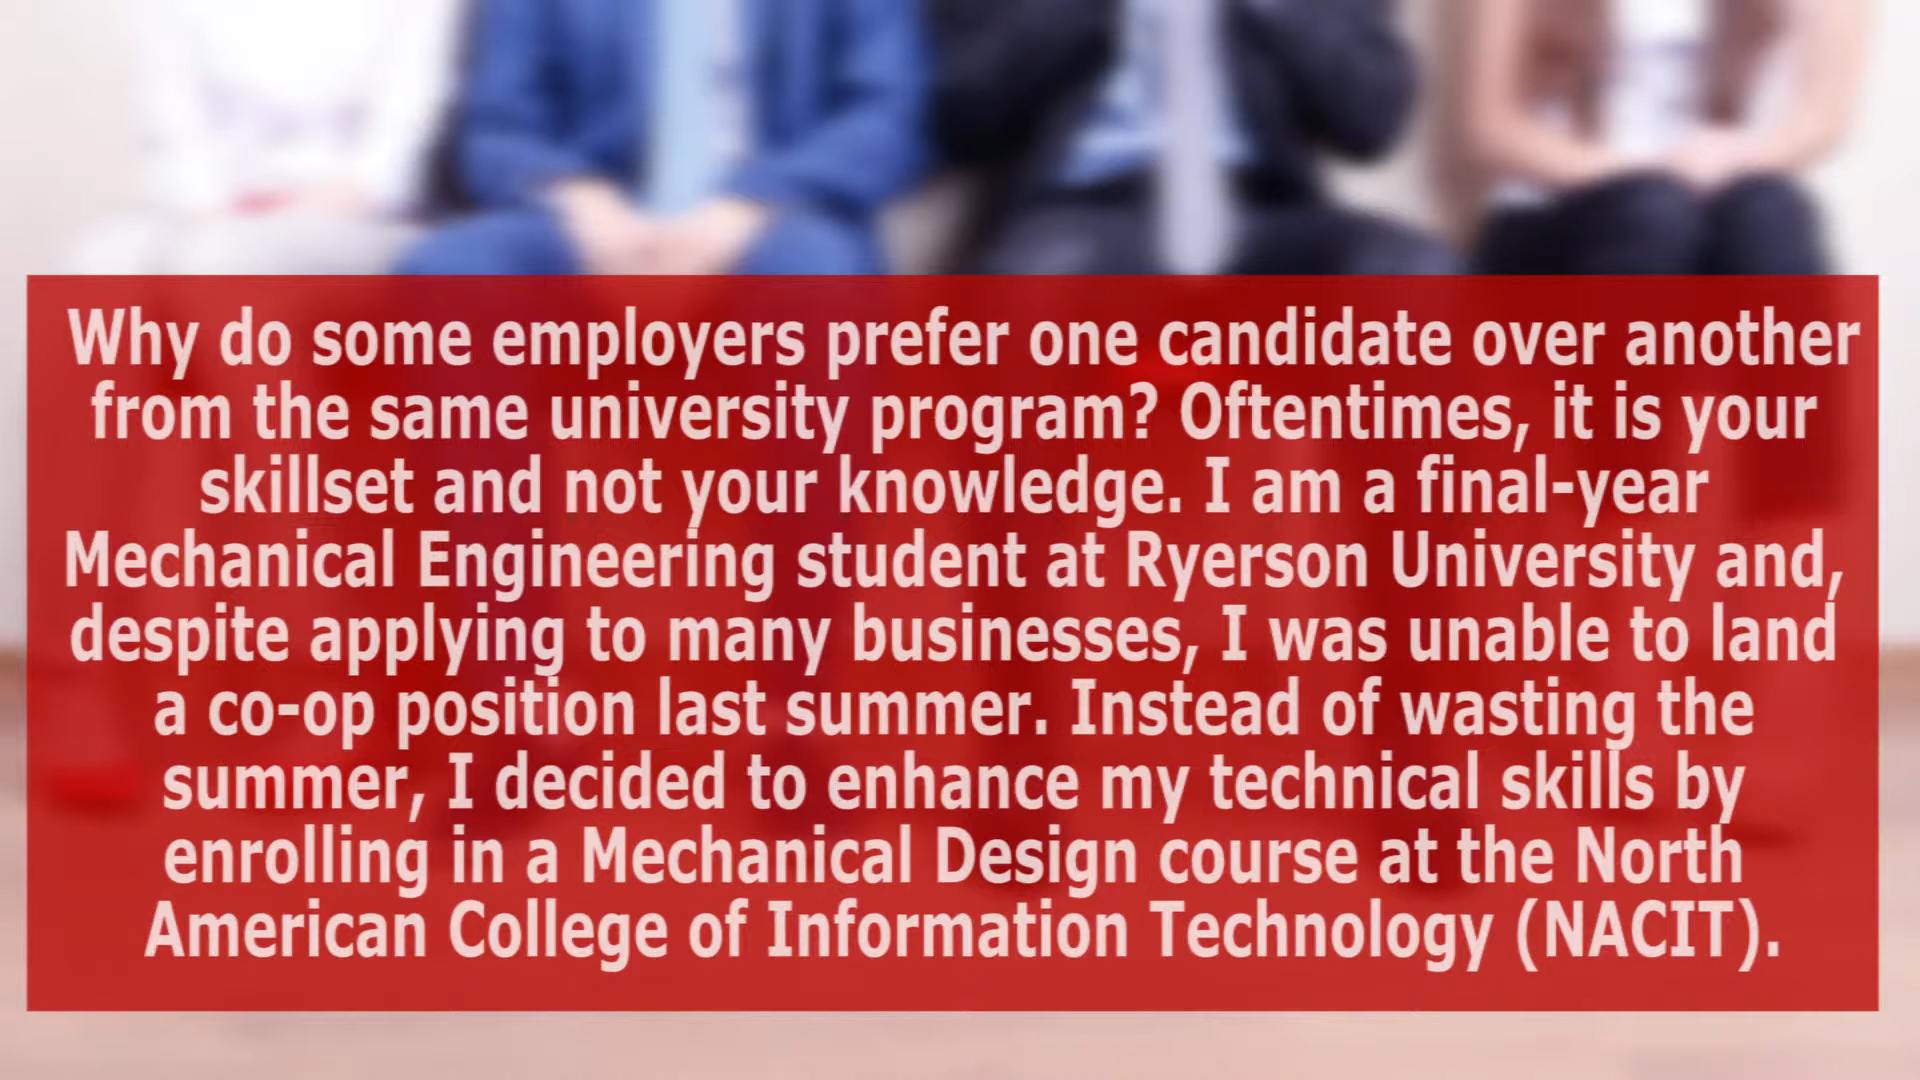 Why do some employers prefer one candidate over another
from the same university program? Oftentimes, it is your
skillset and not your knowledge. I am a final-year
Mechanical Engineering student at Ryerson University and,
despite applying to many businesses, I was unable to land
a co-op position last summer. Instead of wasting the
summer, I decided to enhance my technical skills by
enrolling in a Mechanical Design course at the North
American College of Information Technology (NACIT).